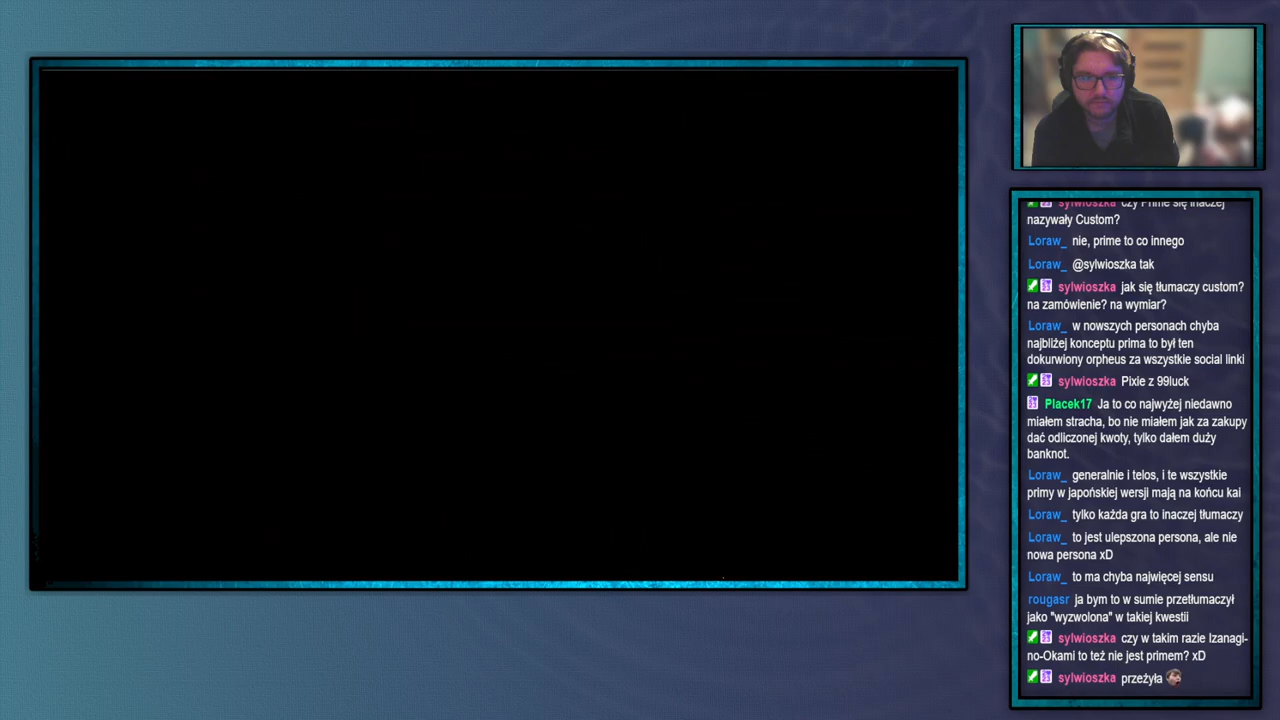 sylwioszka czy Prime się inaczej
nazywały Custom?
Loraw_ nie, prime to co innego
Loraw_ @sylwioszka tak
sylwioszka jak się tłumaczy custom?
na zamówienie? na wymiar?
Loraw_ w nowszych personach chyba
najbliżej konceptu prima to był ten
dokurwiony orpheus za wszystkie social linki
sylwioszka Pixie z 99luck
Placek17 Ja to co najwyżej niedawno
miałem stracha, bo nie miałem jak za zakupy
dać odliczonej kwoty, tylko dałem duży
banknot.
Loraw_ generalnie i telos, i te wszystkie
primy w japońskiej wersji mają na końcu kai
Loraw_ tylko każda gra to inaczej tłumaczy
Loraw_ to jest ulepszona persona, ale nie
nowa persona xD
Loraw_ to ma chyba najwięcej sensu
rougasr ja bym to w sumie przetłumaczył
jako "wyzwolona" w takiej kwestii
sylwioszka czy w takim razie Izanagi-
no-Okami to też nie jest primem? xD
sylwioszka przeżyła